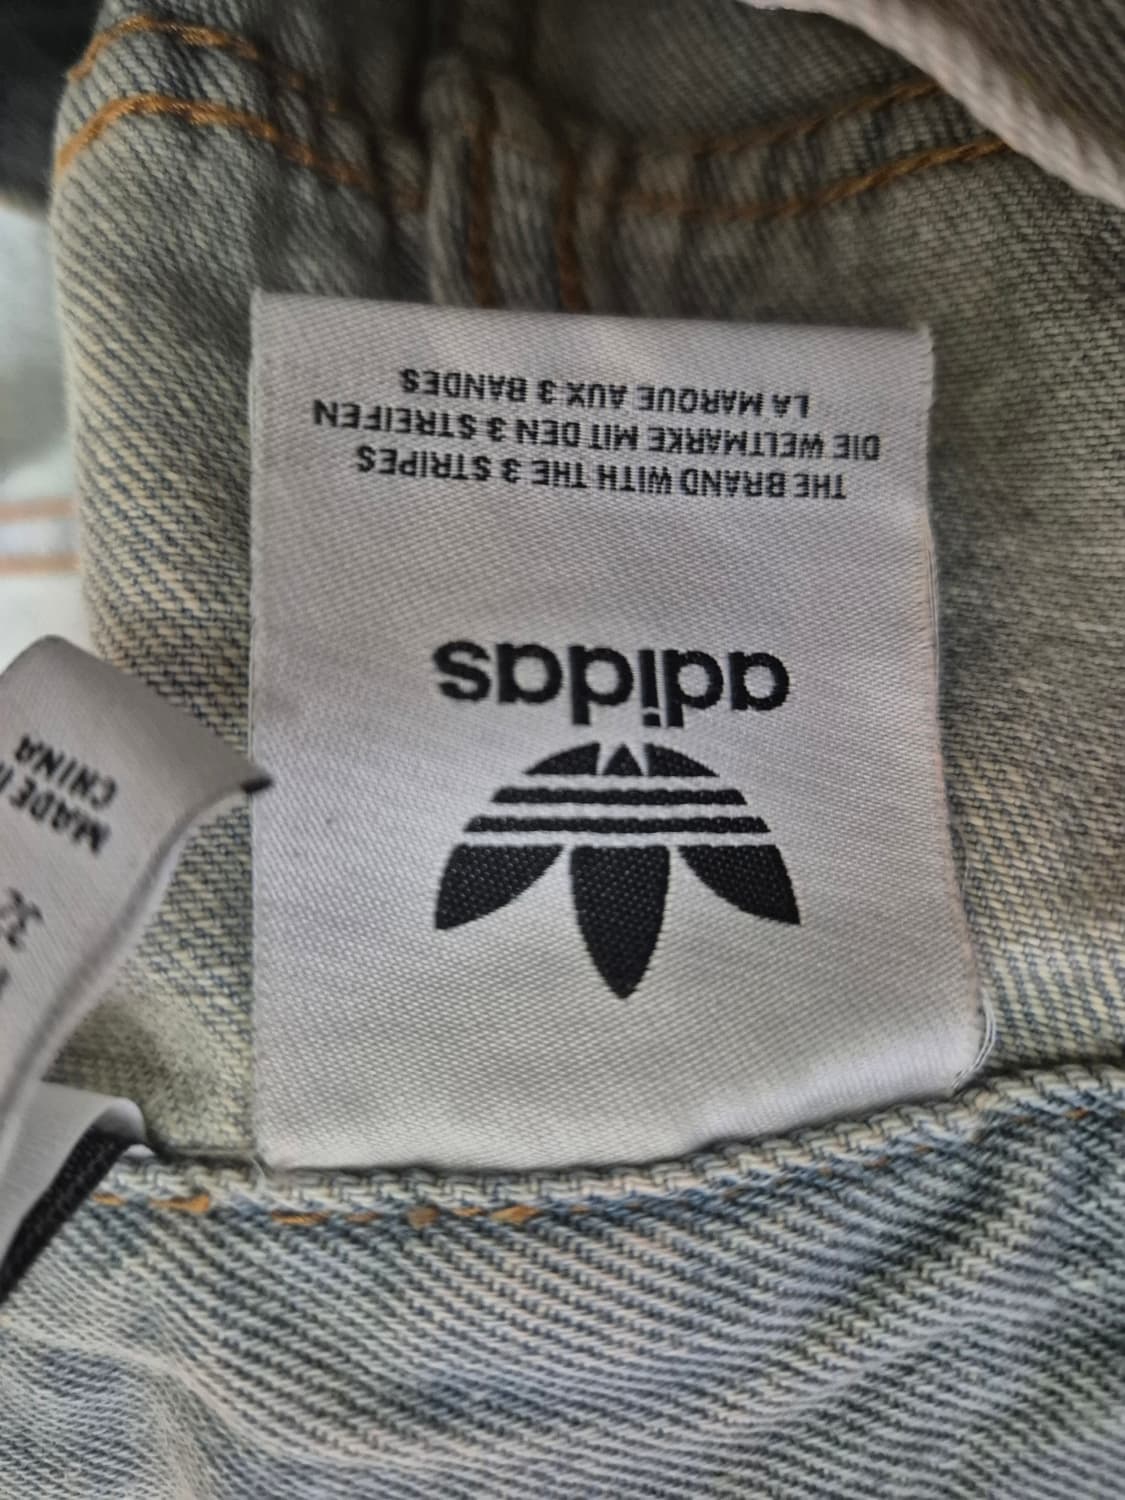 adidas
THE BRAND WITH THE 3 STRIPES
DIE WELTMARKE MIT DEN 3 STREIFEN
LA MARQUE AUX 3 BANDES
MADE
CHINA